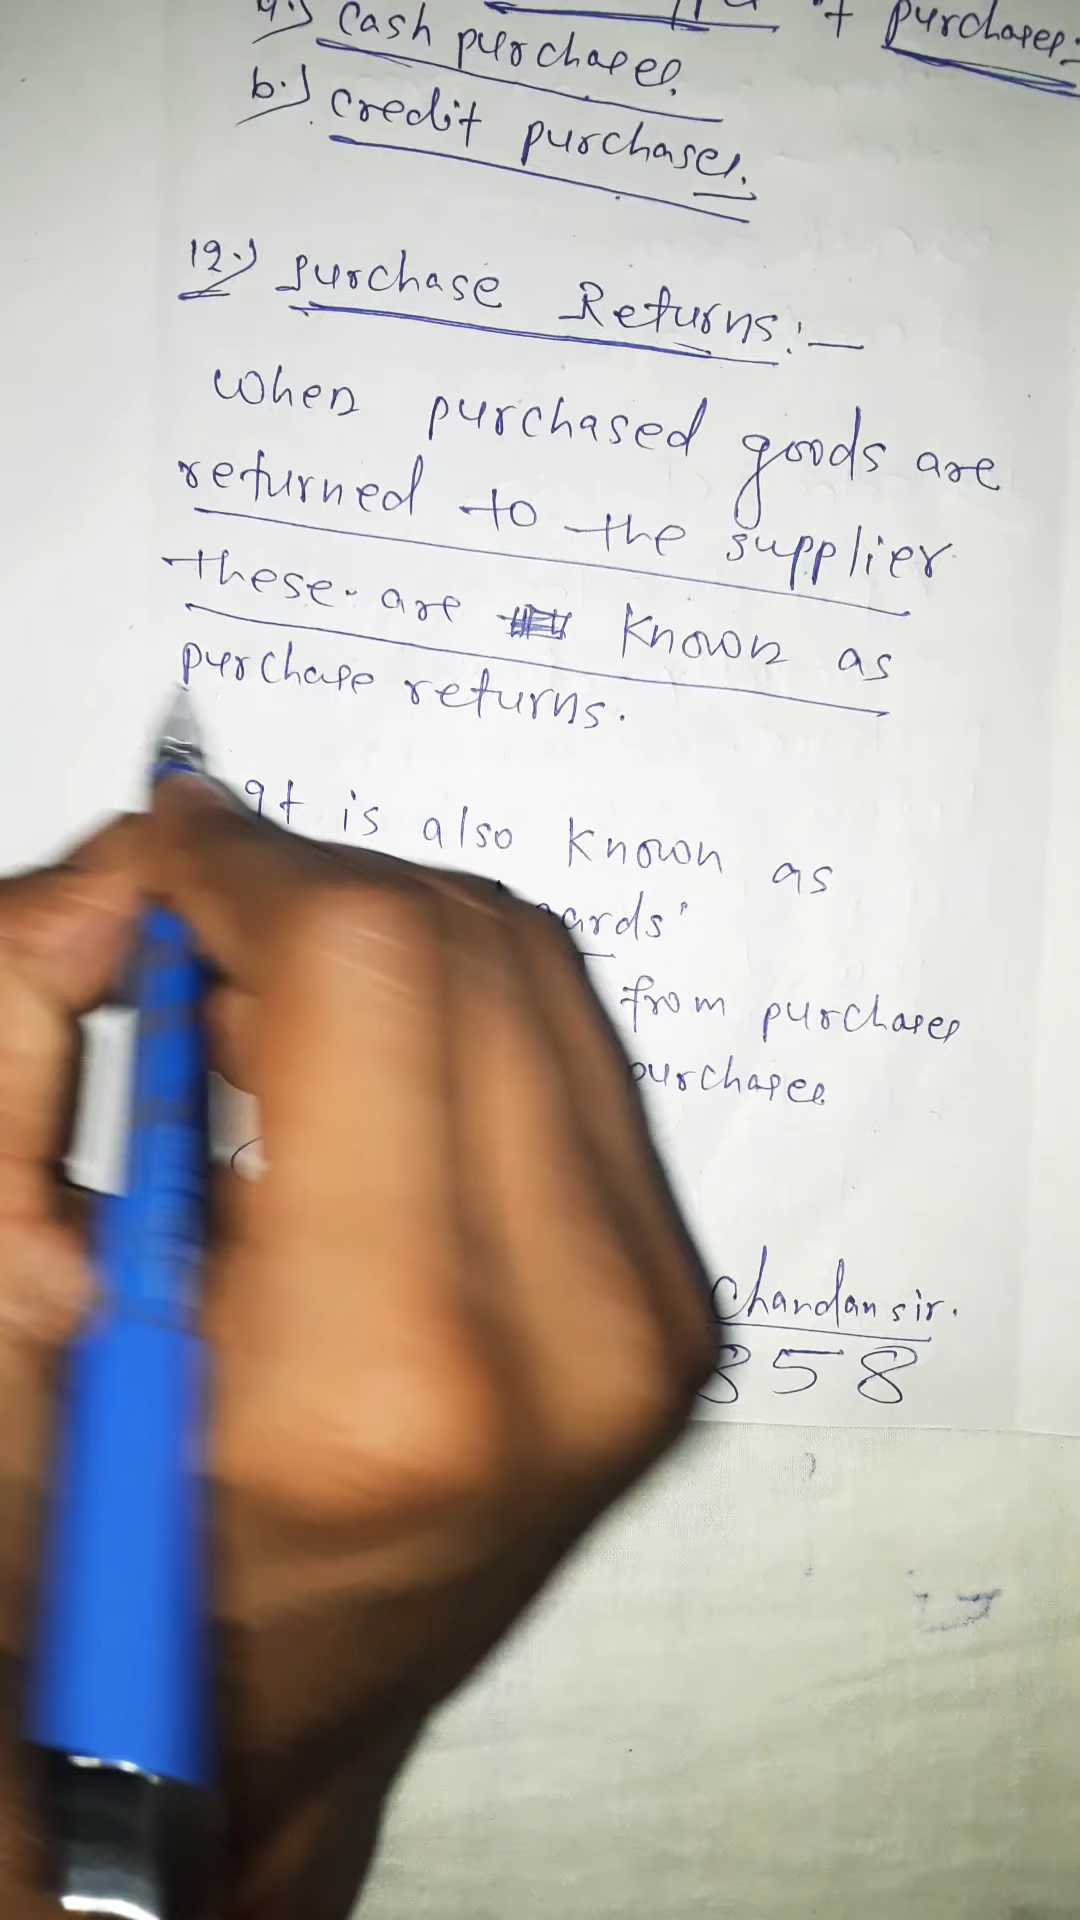 a.) cash purchases.
b.) credit purchases.
purchases:-
12.) Purchase Returns:-
when purchased goods are
returned to the supplier
these are known as
purchase returns.
It is also known as
from purchases
purchases
Chandan sir.
858